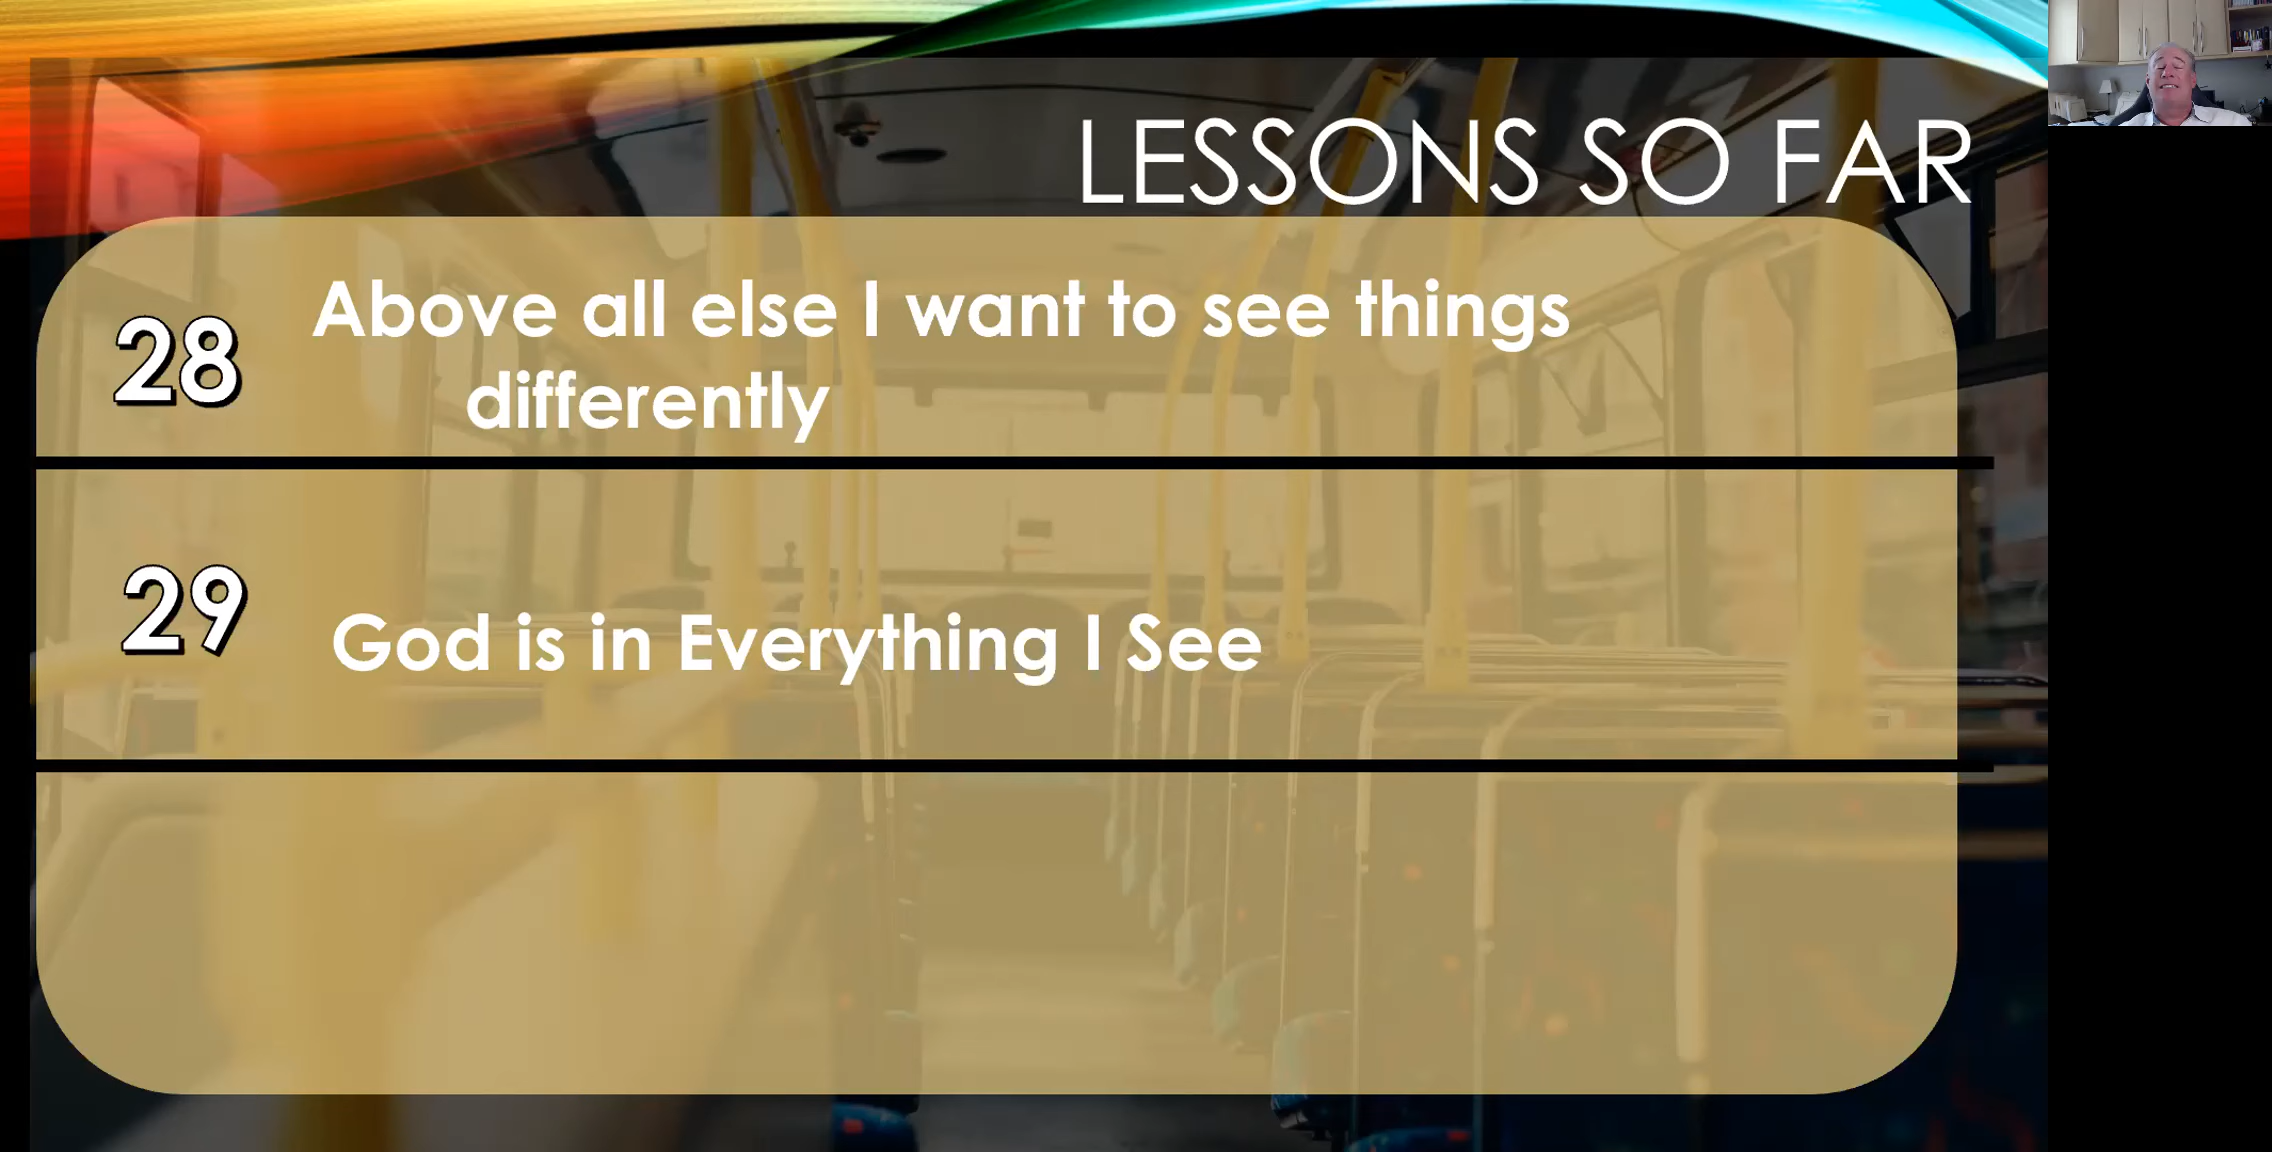 LESSONS SO FAR
28
Above all else I want to see things
differently
29
God is in Everything I See